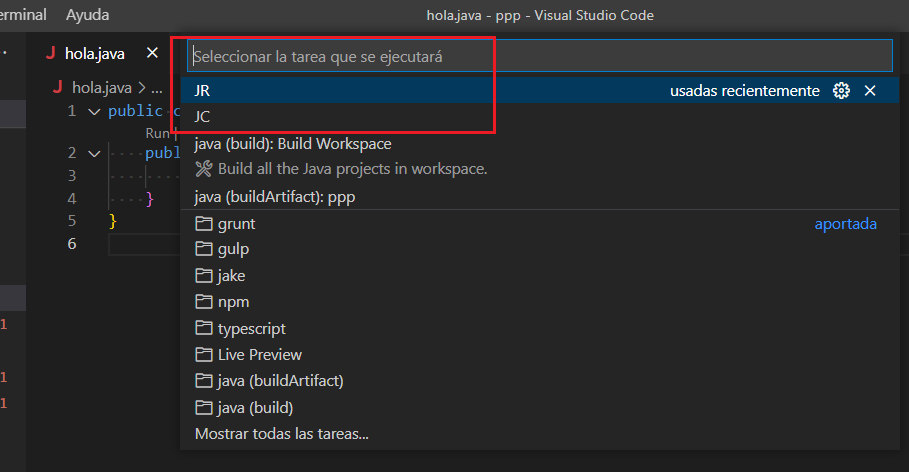 erminal Ayuda hola.java - ppp - Visual Studio Code
hola.java
Seleccionar la tarea que se ejecutará
hola.java > ...
JR usadas recientemente
1 public c
JC
Run |
java (build): Build Workspace
2 publ
Build all the Java projects in workspace.
3
4 }
java (buildArtifact): ppp
5 }
grunt aportada
6
gulp
jake
npm
typescript
1
Live Preview
java (buildArtifact)
1
java (build)
1
Mostrar todas las tareas...